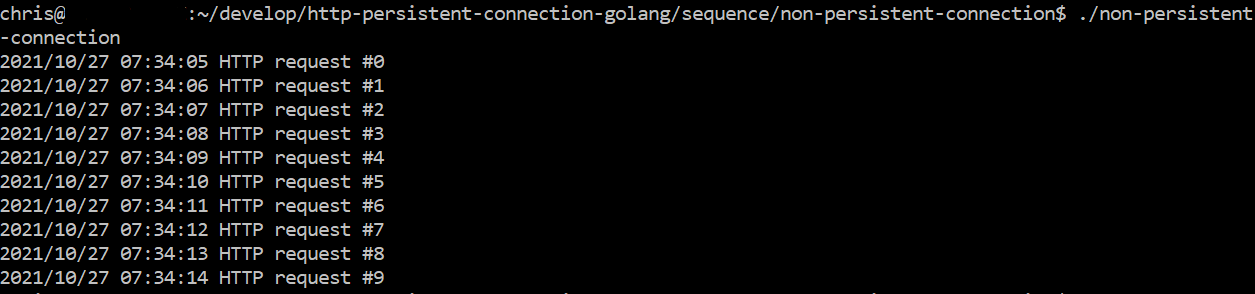 chris@ :~/develop/http-persistent-connection-golang/sequence/non-persistent-connection$ ./non-persistent
-connection
2021/10/27 07:34:05 HTTP request #0
2021/10/27 07:34:06 HTTP request #1
2021/10/27 07:34:07 HTTP request #2
2021/10/27 07:34:08 HTTP request #3
2021/10/27 07:34:09 HTTP request #4
2021/10/27 07:34:10 HTTP request #5
2021/10/27 07:34:11 HTTP request #6
2021/10/27 07:34:12 HTTP request #7
2021/10/27 07:34:13 HTTP request #8
2021/10/27 07:34:14 HTTP request #9